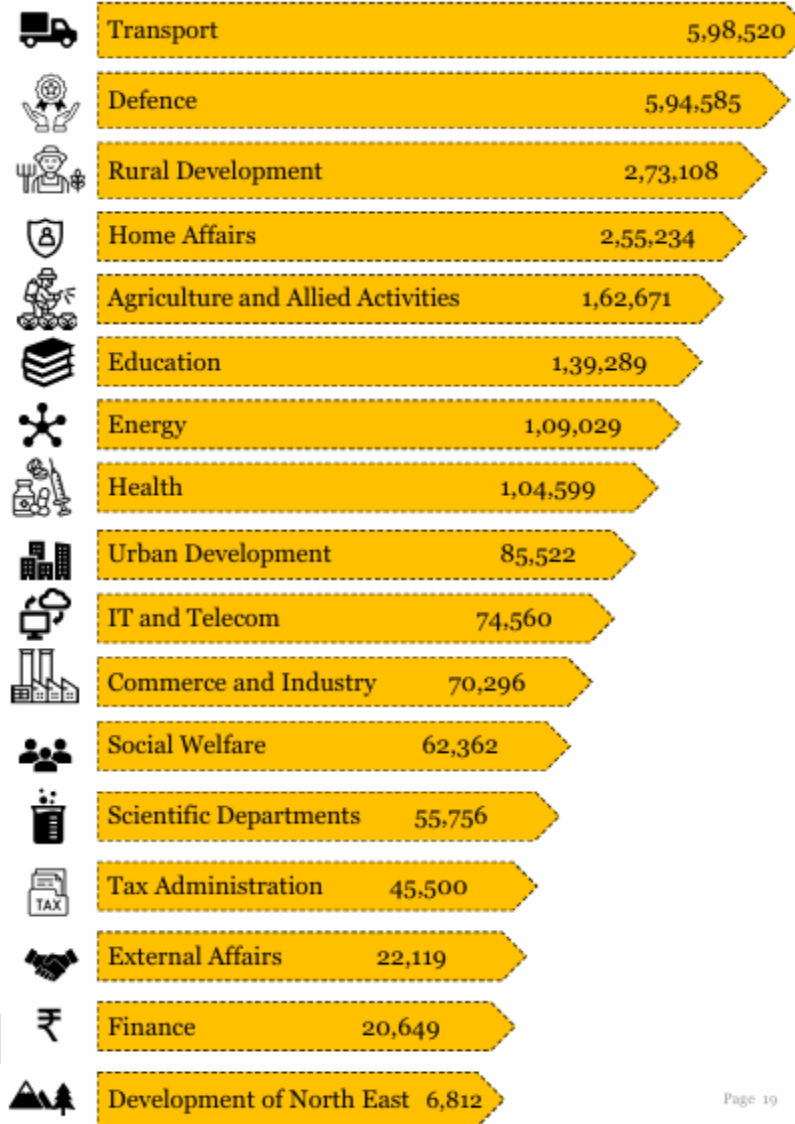 Transport 5,98,520
Defence 5,94,585
Rural Development 2,73,108
Home Affairs 2,55,234
Agriculture and Allied Activities 1,62,671
Education 1,39,289
Energy 1,09,029
Health 1,04,599
Urban Development 85,522
IT and Telecom 74,560
Commerce and Industry 70,296
Social Welfare 62,362
Scientific Departments 55,756
TAX Tax Administration 45,500
External Affairs 22,119
₹ Finance 20,649
Development of North East 6,812
Page 19